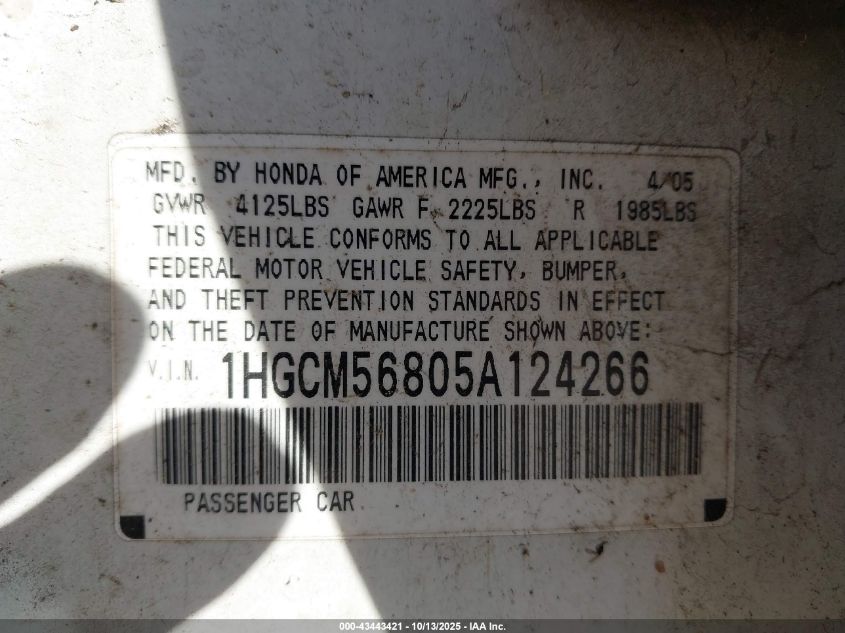 MFD. BY HONDA OF AMERICA MFG., INC. 4/05
GVWR 4125LBS GAWR F 2225LBS R 1985LBS
THIS VEHICLE CONFORMS TO ALL APPLICABLE
FEDERAL MOTOR VEHICLE SAFETY, BUMPER,
AND THEFT PREVENTION STANDARDS IN EFFECT
ON THE DATE OF MANUFACTURE SHOWN ABOVE:
V.I.N. 1HGCM56805A124266
PASSENGER CAR
000-43443421 - 10/13/2025 - IAA Inc.